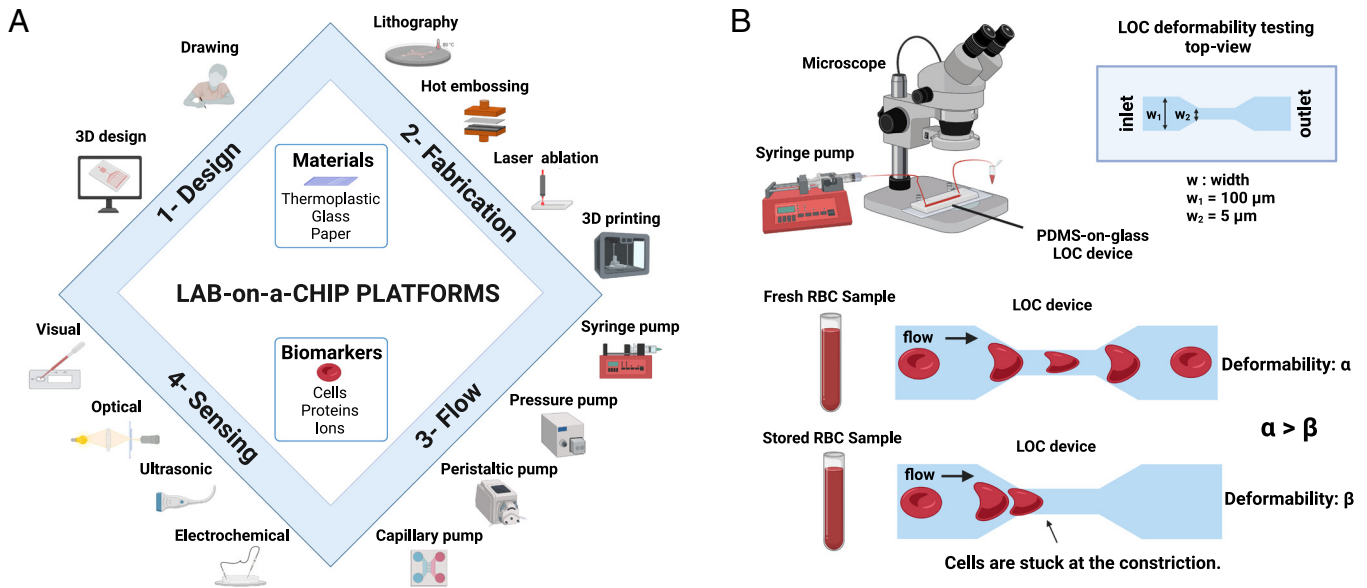 A
Lithography
80 °C
Drawing
Hot embossing
3D design
Laser ablation
3D printing
1- Design
2- Fabrication
Materials
Thermoplastic
Glass
Paper
LAB-on-a-CHIP PLATFORMS
Biomarkers
Cells
Proteins
Ions
4- Sensing
3- Flow
Visual
Optical
Ultrasonic
Electrochemical
Syringe pump
Pressure pump
Peristaltic pump
Capillary pump
B
Microscope
Syringe pump
PDMS-on-glass
LOC device
LOC deformability testing
top-view
inlet
w₁
w₂
outlet
w : width
w₁ = 100 µm
w₂ = 5 µm
Fresh RBC Sample
LOC device
flow
Deformability: α
α > β
Stored RBC Sample
LOC device
flow
Deformability: β
Cells are stuck at the constriction.